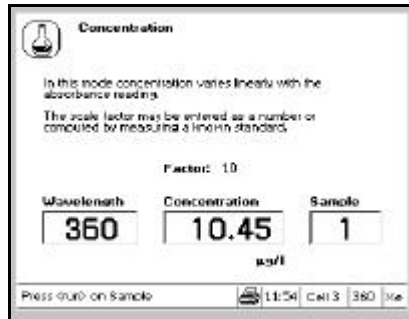 Concentration
In this mode concentration varies linearly with the
absorbance reading.
The scale factor may be entered as a number or
computed by measuring a known standard.
Factor: 10
Wavelength Concentration Sample
360 10.45 1
µg/l
Press <run> on Sample 11:54 Cell 3 360 Xe